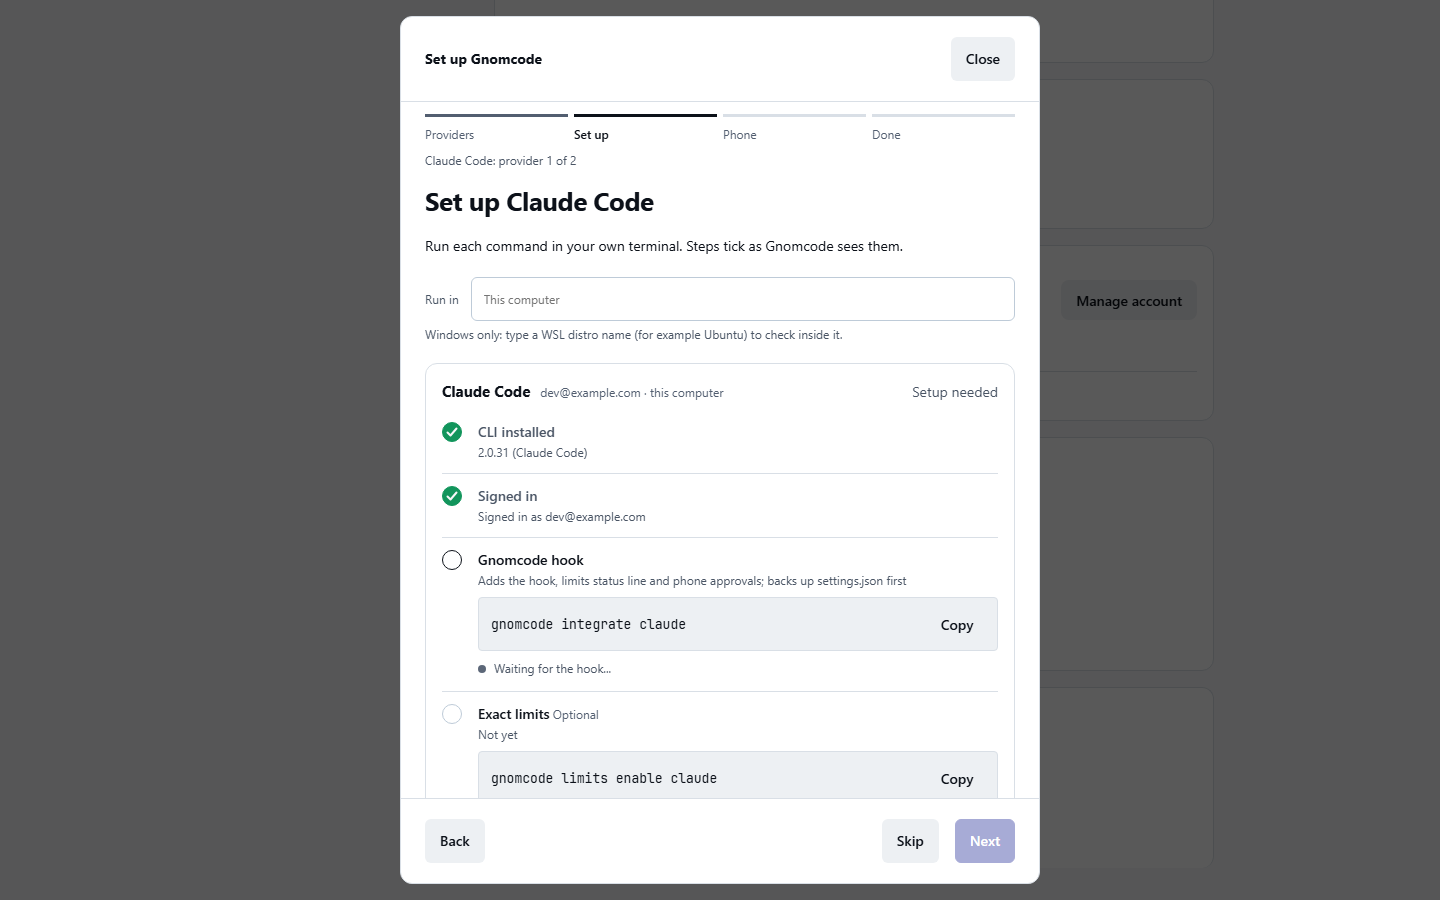 Set up Gnomcode
Close
Providers
Set up
Phone
Done
Claude Code: provider 1 of 2
Set up Claude Code
Run each command in your own terminal. Steps tick as Gnomcode sees them.
Run in
This computer
Windows only: type a WSL distro name (for example Ubuntu) to check inside it.
Manage account
Claude Code dev@example.com · this computer
Setup needed
CLI installed
2.0.31 (Claude Code)
Signed in
Signed in as dev@example.com
Gnomcode hook
Adds the hook, limits status line and phone approvals; backs up settings.json first
gnomcode integrate claude
Copy
Waiting for the hook...
Exact limits Optional
Not yet
gnomcode limits enable claude
Copy
Back
Skip
Next